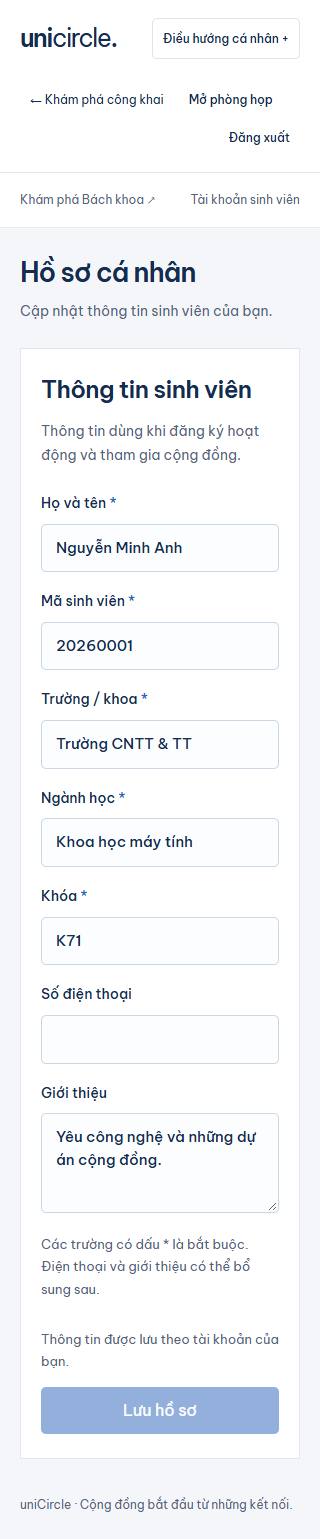 unicircle.
Điều hướng cá nhân +
← Khám phá công khai
Mở phòng họp
Đăng xuất
Khám phá Bách khoa ↗
Tài khoản sinh viên
Hồ sơ cá nhân
Cập nhật thông tin sinh viên của bạn.
Thông tin sinh viên
Thông tin dùng khi đăng ký hoạt
động và tham gia cộng đồng.
Họ và tên *
Nguyễn Minh Anh
Mã sinh viên *
20260001
Trường / khoa *
Trường CNTT & TT
Ngành học *
Khoa học máy tính
Khóa *
K71
Số điện thoại
Giới thiệu
Yêu công nghệ và những dự
án cộng đồng.
Các trường có dấu * là bắt buộc.
Điện thoại và giới thiệu có thể bổ
sung sau.
Thông tin được lưu theo tài khoản của
bạn.
Lưu hồ sơ
uniCircle · Cộng đồng bắt đầu từ những kết nối.